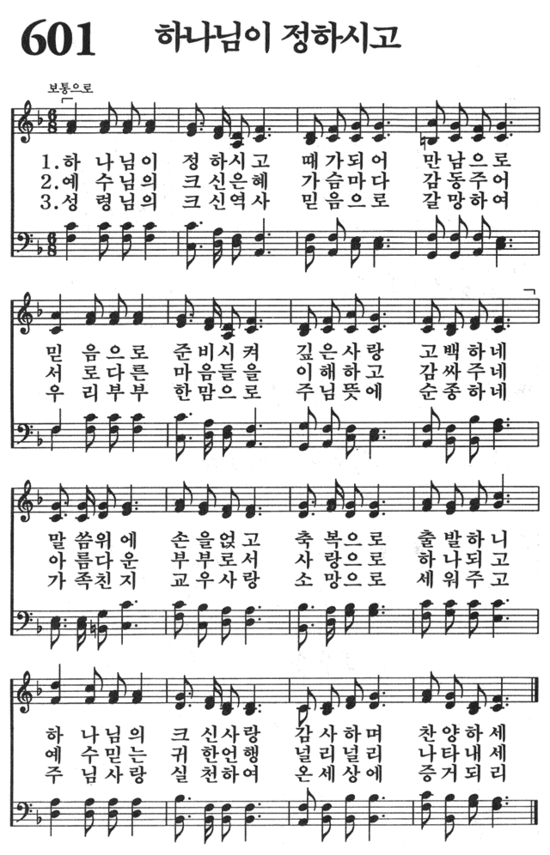 601 하나님이 정하시고
보통으로
1.하 나님이 정 하시고 때가되어 만남으로
2.예 수님의 크신은혜 가슴마다 감동주어
3.성 령님의 크신역사 믿음으로 갈망하여
믿 음으로 준비시켜 깊은사랑 고백하네
서 로다른 마음들을 이해하고 감싸주네
우 리부부 한맘으로 주님뜻에 순종하네
말 씀위에 손을얹고 축복으로 출발하니
아름다운 부부로서 사랑으로 하나되고
가족친지 교우사랑 소망으로 세워주고
하 나님의 크 신사랑 감사하며 찬양하세
예 수믿는 귀 한언행 널리널리 나타내세
주 님사랑 실 천하여 온세상에 증거되리